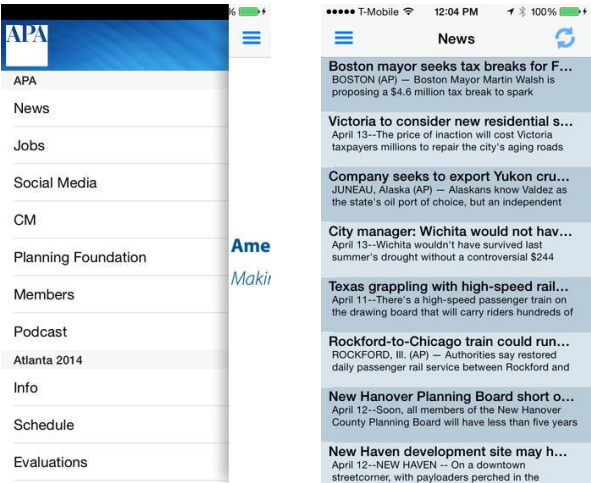 APA
APA
News
Jobs
Social Media
CM
Planning Foundation
Members
Podcast
Atlanta 2014
Info
Schedule
Evaluations
%
Ame
Makin
●●●●● T-Mobile 12:04 PM 100%
News
Boston mayor seeks tax breaks for F...
BOSTON (AP) — Boston Mayor Martin Walsh is
proposing a $4.6 million tax break to spark
Victoria to consider new residential s...
April 13--The price of inaction will cost Victoria
taxpayers millions to repair the city's aging roads
Company seeks to export Yukon cru...
JUNEAU, Alaska (AP) — Alaskans know Valdez as
the state's oil port of choice, but an independent
City manager: Wichita would not hav...
April 13--Wichita wouldn't have survived last
summer's drought without a controversial $244
Texas grappling with high-speed rail...
April 11--There's a high-speed passenger train on
the drawing board that will carry riders hundreds of
Rockford-to-Chicago train could run...
ROCKFORD, Ill. (AP) — Authorities say restored
daily passenger rail service between Rockford and
New Hanover Planning Board short o...
April 12--Soon, all members of the New Hanover
County Planning Board will have less than five years
New Haven development site may h...
April 12--NEW HAVEN -- On a downtown
streetcorner, with payloaders perched in the